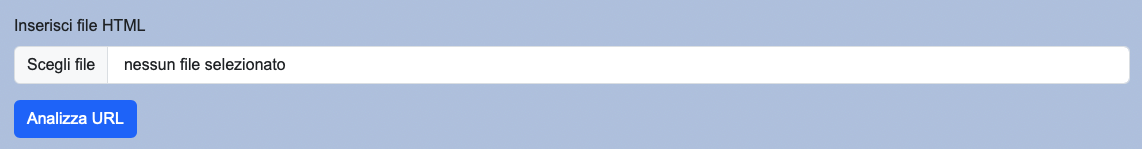 Inserisci file HTML
Scegli file nessun file selezionato
Analizza URL